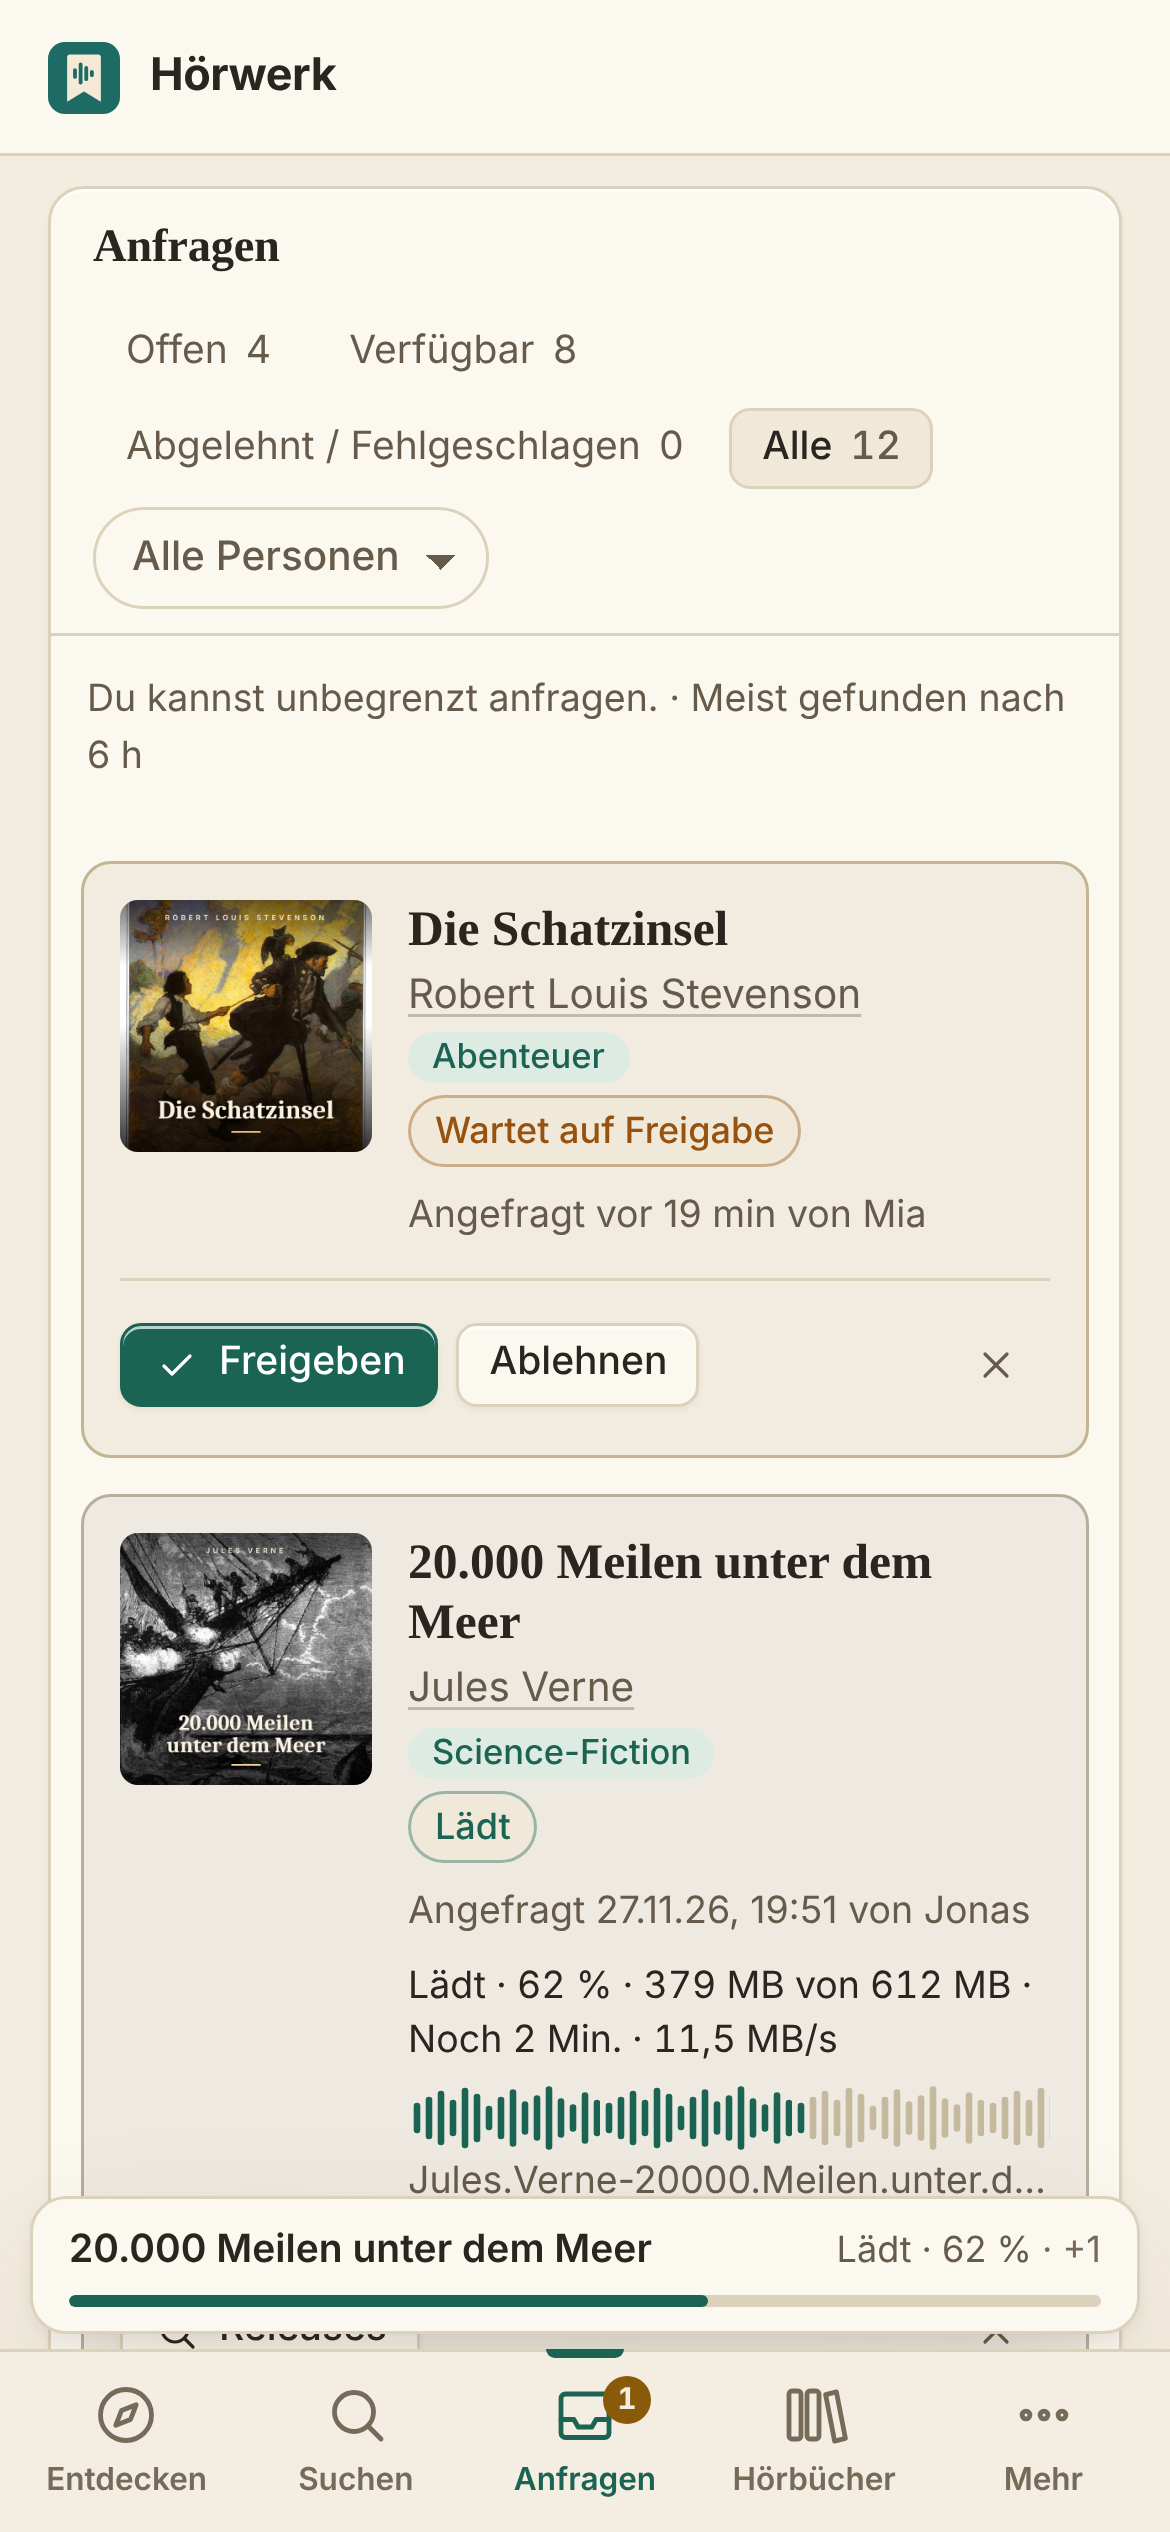 Hörwerk
Anfragen
Offen 4 Verfügbar 8
Abgelehnt / Fehlgeschlagen 0 Alle 12
Alle Personen
Du kannst unbegrenzt anfragen. · Meist gefunden nach
6 h
ROBERT LOUIS STEVENSON
Die Schatzinsel
Die Schatzinsel
Robert Louis Stevenson
Abenteuer
Wartet auf Freigabe
Angefragt vor 19 min von Mia
Freigeben Ablehnen
JULES VERNE
20.000 Meilen
unter dem Meer
20.000 Meilen unter dem
Meer
Jules Verne
Science-Fiction
Lädt
Angefragt 27.11.26, 19:51 von Jonas
Lädt · 62 % · 379 MB von 612 MB ·
Noch 2 Min. · 11,5 MB/s
Jules.Verne-20000.Meilen.unter.d...
20.000 Meilen unter dem Meer Lädt · 62 % · +1
Releases
1
Entdecken Suchen Anfragen Hörbücher Mehr